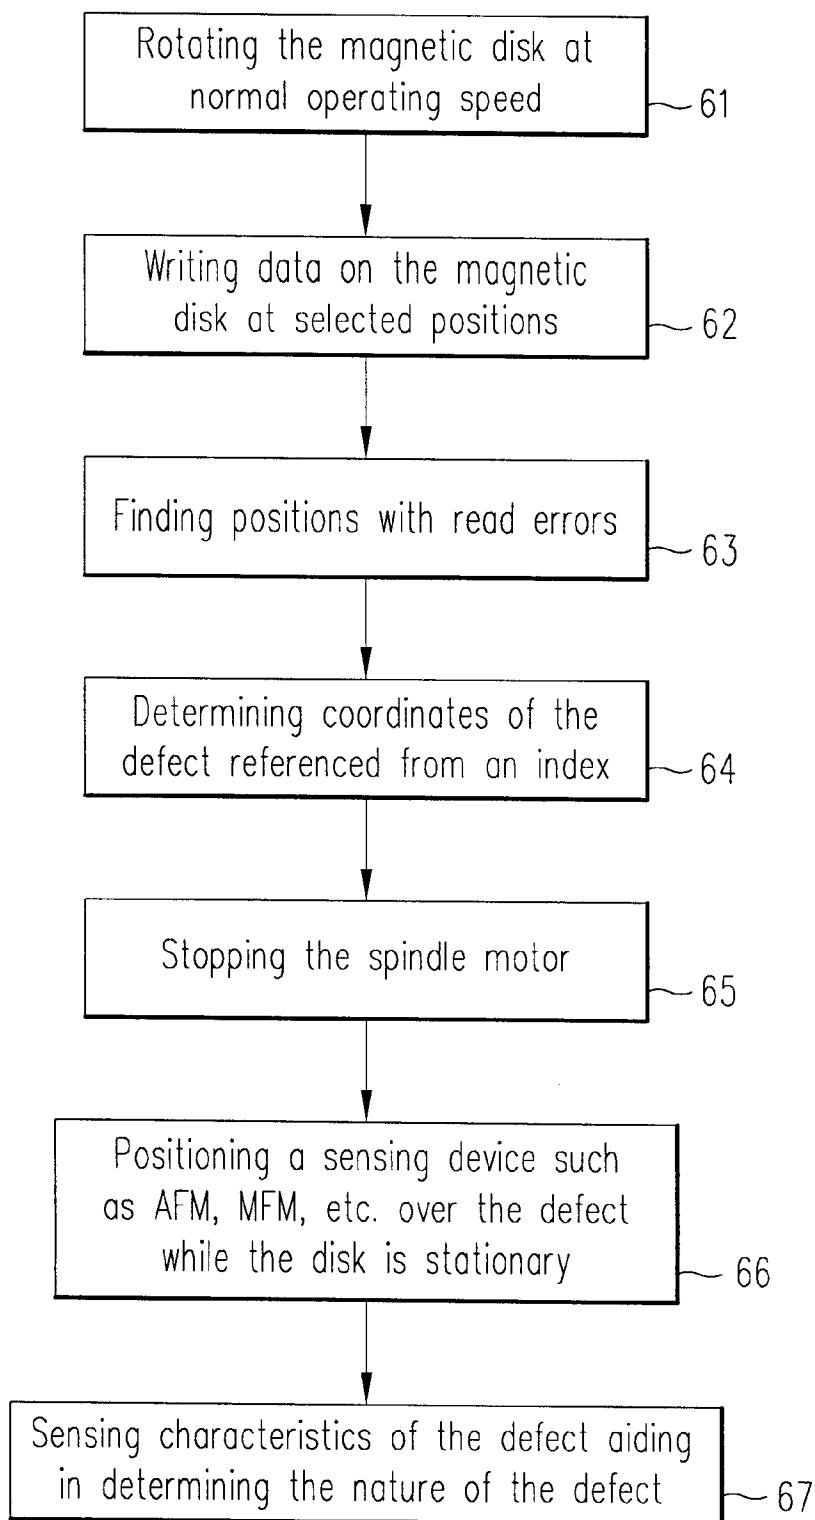 Rotating the magnetic disk at
normal operating speed
61
Writing data on the magnetic
disk at selected positions
62
Finding positions with read errors
63
Determining coordinates of the
defect referenced from an index
64
Stopping the spindle motor
65
Positioning a sensing device such
as AFM, MFM, etc. over the defect
while the disk is stationary
66
Sensing characteristics of the defect aiding
in determining the nature of the defect
67